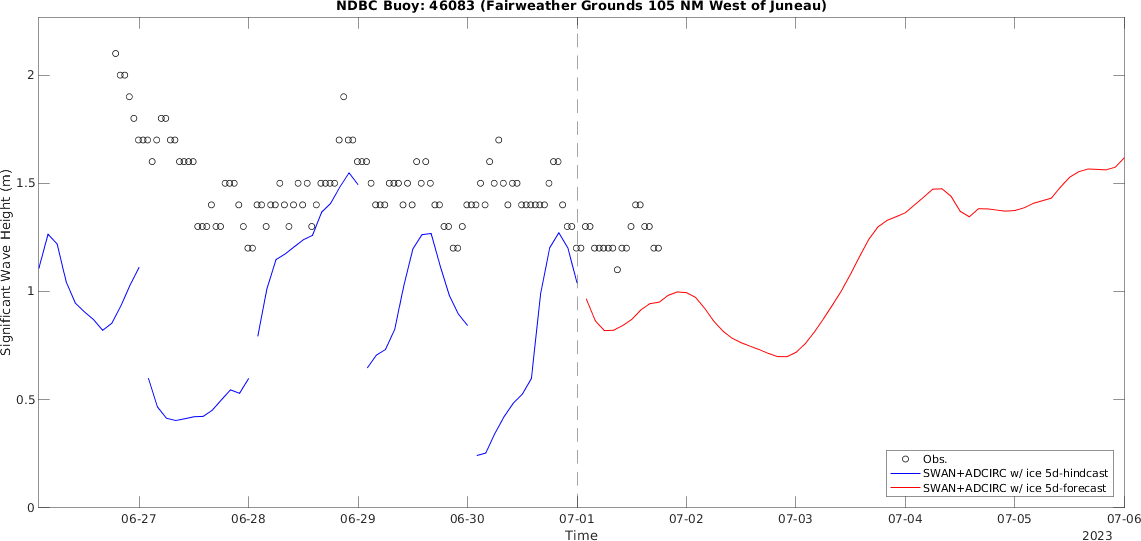 NDBC Buoy: 46083 (Fairweather Grounds 105 NM West of Juneau)
2
1.5
1
0.5
0
Significant Wave Height (m)
06-27 06-28 06-29 06-30 07-01 07-02 07-03 07-04 07-05 07-06
Time
2023
Obs.
SWAN+ADCIRC w/ ice 5d-hindcast
SWAN+ADCIRC w/ ice 5d-forecast